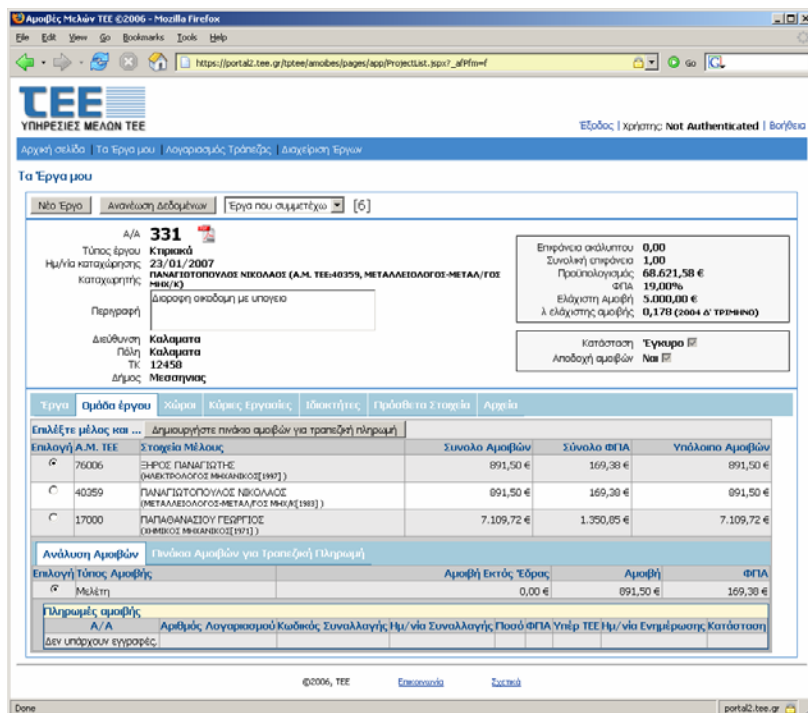 Αμοιβές Μελών ΤΕΕ ©2006 - Mozilla Firefox
File Edit View Go Bookmarks Tools Help
https://portal2.tee.gr/tptee/amoibes/pages/app/ProjectList.jspx?_afPfm=f Go
ΤΕΕ
ΥΠΗΡΕΣΙΕΣ ΜΕΛΩΝ ΤΕΕ
Έξοδος | Χρήστης: Not Authenticated | Βοήθεια
Αρχική σελίδα | Τα Έργα μου | Λογαριασμός Τράπεζας | Διαχείριση Έργων
Τα Έργα μου
Νέο Έργο Ανανέωση Δεδομένων Έργα που συμμετέχω [6]
Α/Α 331
Τύπος έργου Κτιριακά
Ημ/νία καταχώρησης 23/01/2007
Καταχωρητής ΠΑΝΑΓΙΩΤΟΠΟΥΛΟΣ ΝΙΚΟΛΑΟΣ (Α.Μ. ΤΕΕ:40359, ΜΕΤΑΛΛΕΙΟΛΟΓΟΣ-ΜΕΤΑΛ/ΓΟΣ ΜΗΧ/Κ)
Περιγραφή Διοροφη οικοδομη με υπογειο
Διεύθυνση Καλαματα
Πόλη Καλαματα
ΤΚ 12458
Δήμος Μεσσηνιας
Επιφάνεια ακάλυπτου 0,00
Συνολική επιφάνεια 1,00
Προϋπολογισμός 68.621,58 €
ΦΠΑ 19,00%
Ελάχιστη Αμοιβή 5.000,00 €
λ ελάχιστης αμοιβής 0,178 (2004 Δ' ΤΡΙΜΗΝΟ)
Κατάσταση Έγκυρο
Αποδοχή αμοιβών Ναι
Έργα Ομάδα έργου Χώροι Κύριες Εργασίες Ιδιοκτήτες Πρόσθετα Στοιχεία Αρχεία
Επιλέξτε μέλος και ... Δημιουργήστε πινάκιο αμοιβών για τραπεζική πληρωμή
Επιλογή Α.Μ. ΤΕΕ Στοιχεία Μέλους Συνολο Αμοιβών Σύνολο ΦΠΑ Υπόλοιπο Αμοιβών
76006 ΞΗΡΟΣ ΠΑΝΑΓΙΩΤΗΣ 891,50 € 169,38 € 891,50 €
(ΗΛΕΚΤΡΟΛΟΓΟΣ ΜΗΧΑΝΙΚΟΣ[1997] )
40359 ΠΑΝΑΓΙΩΤΟΠΟΥΛΟΣ ΝΙΚΟΛΑΟΣ 891,50 € 169,38 € 891,50 €
(ΜΕΤΑΛΛΕΙΟΛΟΓΟΣ-ΜΕΤΑΛ/ΓΟΣ ΜΗΧ/Κ[1983] )
17000 ΠΑΠΑΘΑΝΑΣΙΟΥ ΓΕΩΡΓΙΟΣ 7.109,72 € 1.350,85 € 7.109,72 €
(ΧΗΜΙΚΟΣ ΜΗΧΑΝΙΚΟΣ[1971] )
Ανάλυση Αμοιβών Πινάκια Αμοιβών για Τραπεζική Πληρωμή
Επιλογή Τύπος Αμοιβής Αμοιβή Εκτός Έδρας Αμοιβή ΦΠΑ
Μελέτη 0,00 € 891,50 € 169,38 €
Πληρωμές αμοιβής
Α/Α Αριθμός Λογαριασμού Κωδικός Συναλλαγής Ημ/νία Συναλλαγής Ποσό ΦΠΑ Υπέρ ΤΕΕ Ημ/νία Ενημέρωσης Κατάσταση
Δεν υπάρχουν εγγραφές.
©2006, ΤΕΕ Επικοινωνία Σχετικά
Done portal2.tee.gr